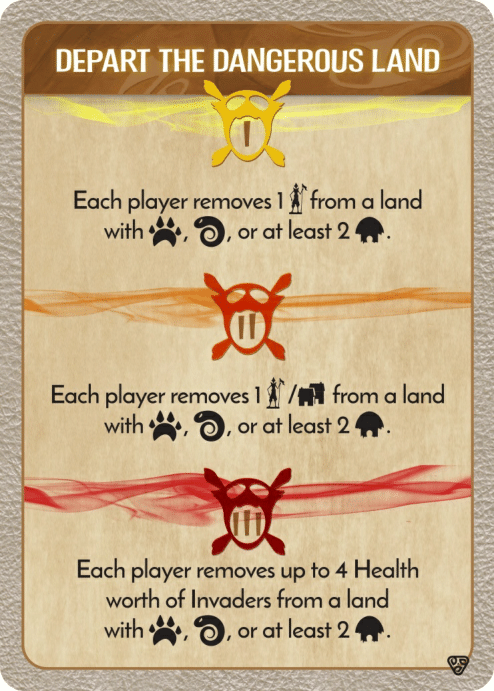 DEPART THE DANGEROUS LAND
I
Each player removes 1 from a land
with , , or at least 2 .
II
Each player removes 1 / from a land
with , , or at least 2 .
III
Each player removes up to 4 Health
worth of Invaders from a land
with , , or at least 2 .